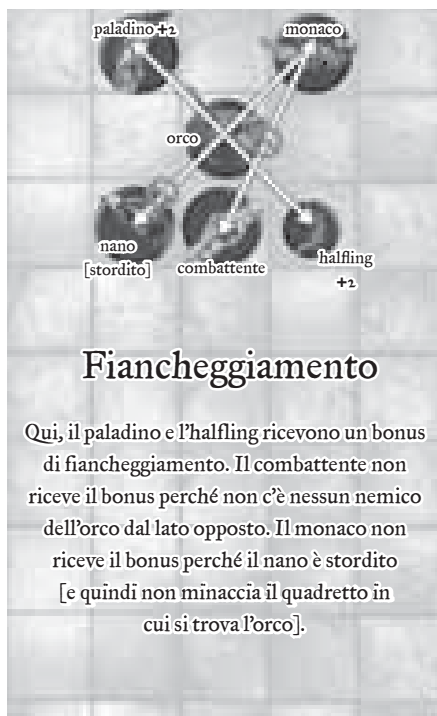 paladino +2
monaco
orco
nano
[stordito]
combattente
halfling
+2
Fiancheggiamento
Qui, il paladino e l'halfling ricevono un bonus
di fiancheggiamento. Il combattente non
riceve il bonus perché non c'è nessun nemico
dell'orco dal lato opposto. Il monaco non
riceve il bonus perché il nano è stordito
[e quindi non minaccia il quadretto in
cui si trova l'orco].